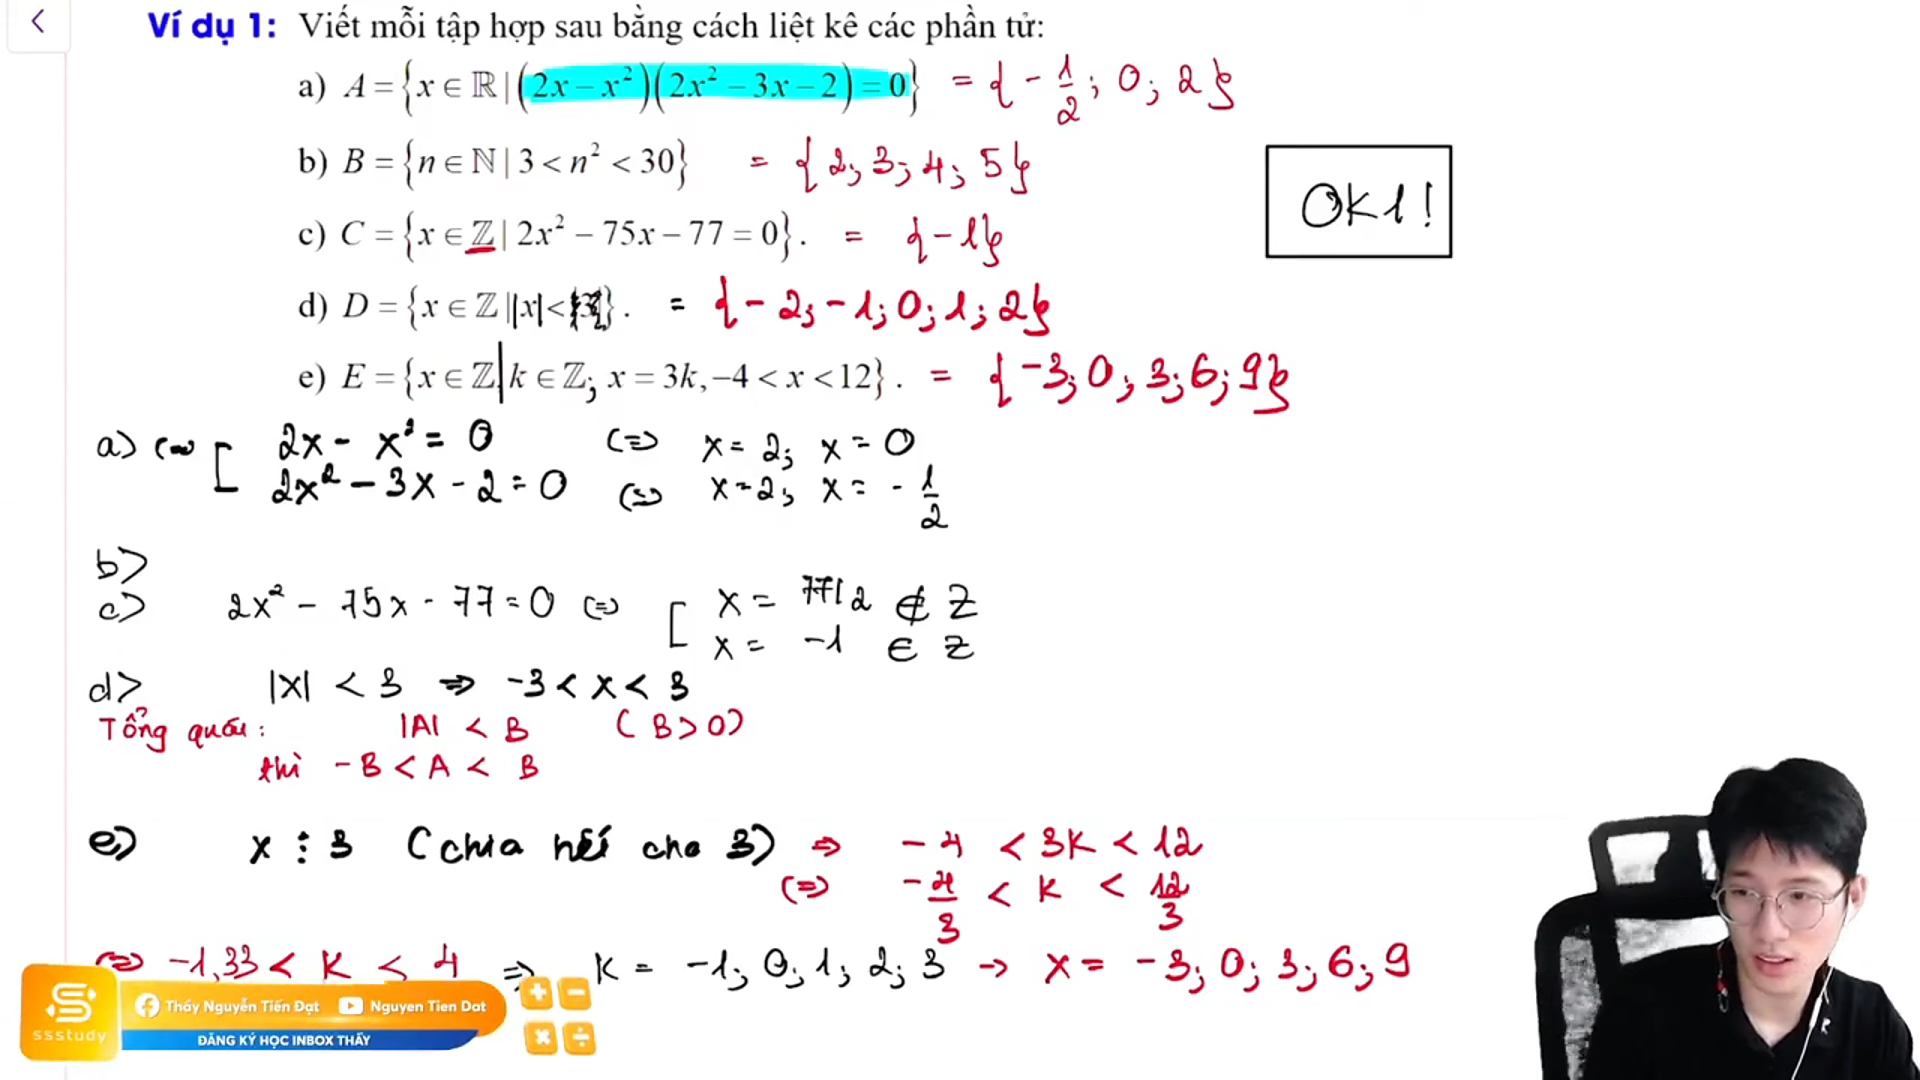 Ví dụ 1: Viết mỗi tập hợp sau bằng cách liệt kê các phần tử:
a) A = {x ∈ ℝ | (2x − x²)(2x² − 3x − 2) = 0} = {-1/2; 0; 2}
b) B = {n ∈ ℕ | 3 < n² < 30} = {2; 3; 4; 5}
OK1!
c) C = {x ∈ ℤ | 2x² − 75x − 77 = 0}. = {-1}
d) D = {x ∈ ℤ ||x| < 3}. = {-2; -1; 0; 1; 2}
e) E = {x ∈ ℤ | k ∈ ℤ; x = 3k, −4 < x < 12}. = {-3; 0; 3; 6; 9}
a) (=) [ 2x - x² = 0 (=) x = 2; x = 0
2x² - 3x - 2 = 0 (=) x = 2; x = -1/2
b)
c) 2x² - 75x - 77 = 0 (=) [ x = 77/2 ∉ Z
x = -1 ∈ Z
d) |x| < 3 => -3 < x < 3
Tổng quát: |A| < B (B > 0)
thì -B < A < B
e) x ⋮ 3 (chia hết cho 3) => -4 < 3k < 12
(=) -4/3 < k < 12/3
(=) -1,33 < k < 4 => k = -1; 0; 1; 2; 3 → x = -3; 0; 3; 6; 9
ssstudy
Thầy Nguyễn Tiến Đạt Nguyen Tien Dat
ĐĂNG KÝ HỌC INBOX THẦY